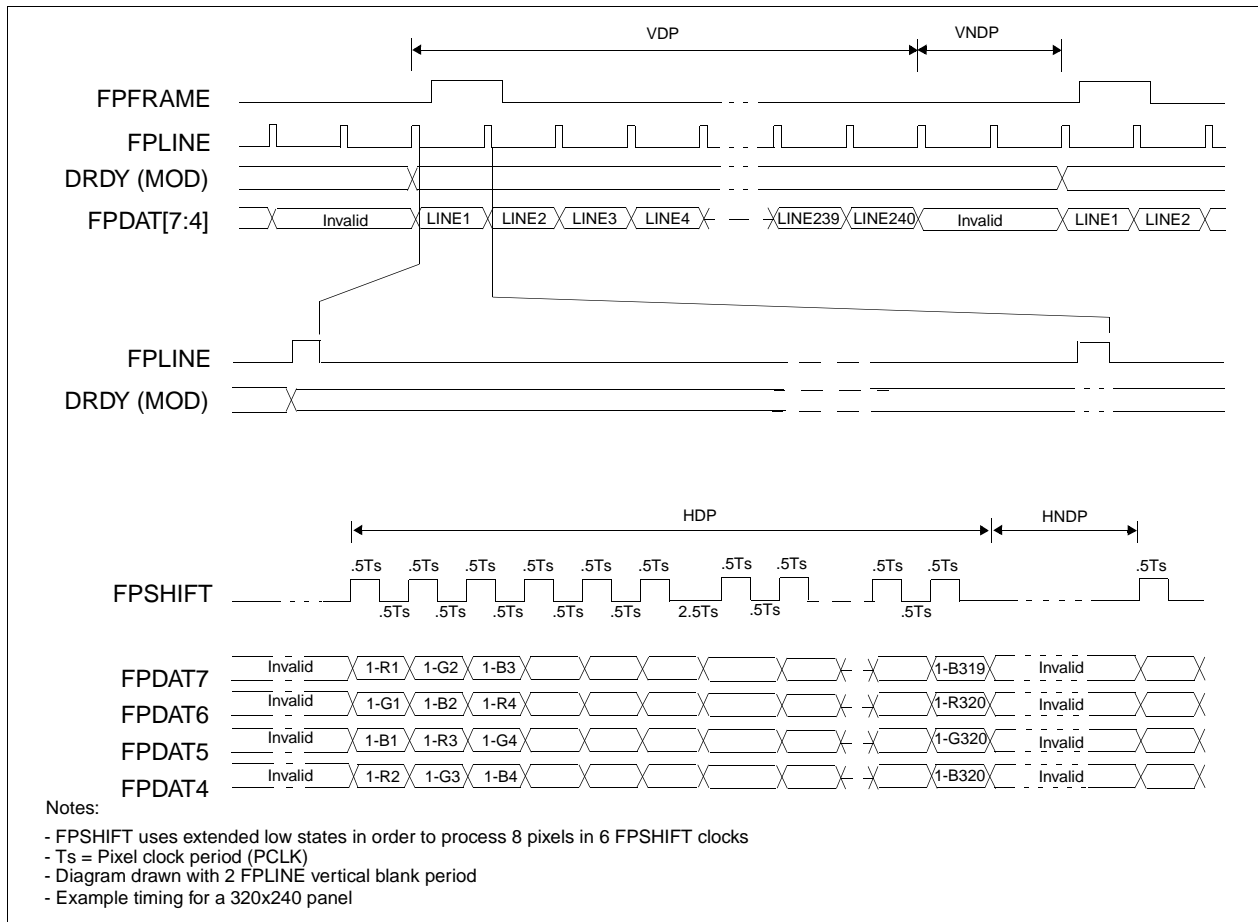 VDP VNDP
FPFRAME
FPLINE
DRDY (MOD)
FPDAT[7:4] Invalid LINE1 LINE2 LINE3 LINE4 LINE239 LINE240 Invalid LINE1 LINE2
FPLINE
DRDY (MOD)
HDP HNDP
.5Ts .5Ts .5Ts .5Ts .5Ts .5Ts .5Ts .5Ts .5Ts .5Ts .5Ts
FPSHIFT
.5Ts .5Ts .5Ts .5Ts .5Ts 2.5Ts .5Ts .5Ts
FPDAT7 Invalid 1-R1 1-G2 1-B3 1-B319 Invalid
FPDAT6 Invalid 1-G1 1-B2 1-R4 1-R320 Invalid
FPDAT5 Invalid 1-B1 1-R3 1-G4 1-G320 Invalid
FPDAT4 Invalid 1-R2 1-G3 1-B4 1-B320 Invalid
Notes:
- FPSHIFT uses extended low states in order to process 8 pixels in 6 FPSHIFT clocks
- Ts = Pixel clock period (PCLK)
- Diagram drawn with 2 FPLINE vertical blank period
- Example timing for a 320x240 panel